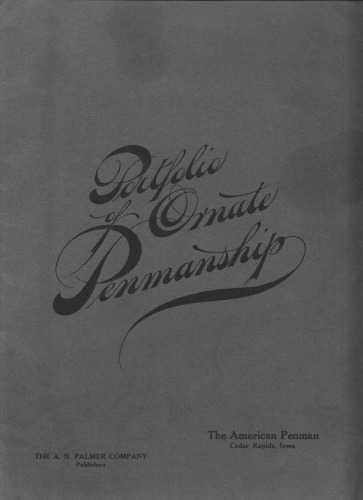 Portfolio
of Ornate
Penmanship
The American Penman
Cedar Rapids, Iowa
THE A. N. PALMER COMPANY
Publishers